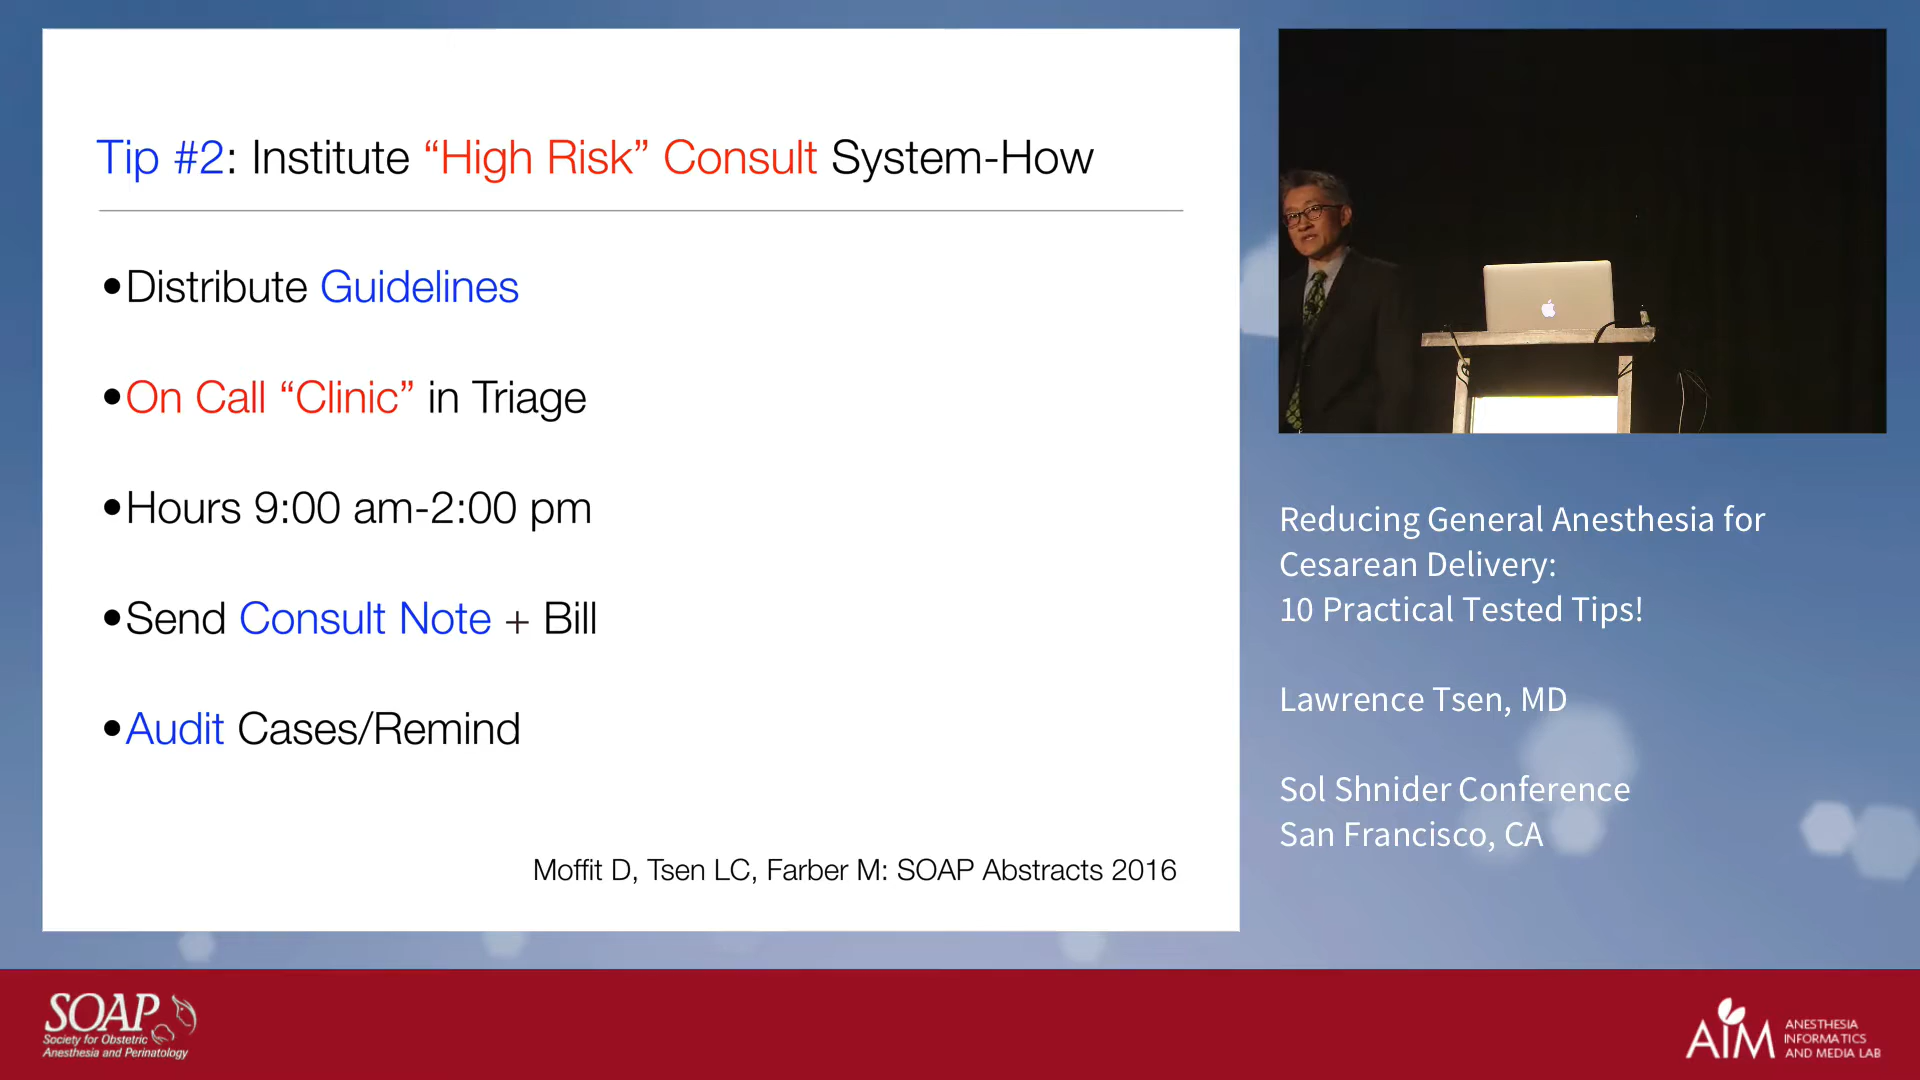 Tip #2: Institute “High Risk” Consult System-How
•Distribute Guidelines
•On Call “Clinic” in Triage
•Hours 9:00 am-2:00 pm
•Send Consult Note + Bill
•Audit Cases/Remind
Moffit D, Tsen LC, Farber M: SOAP Abstracts 2016
Reducing General Anesthesia for
Cesarean Delivery:
10 Practical Tested Tips!
Lawrence Tsen, MD
Sol Shnider Conference
San Francisco, CA
SOAP
Society for Obstetric
Anesthesia and Perinatology
AIM
ANESTHESIA
INFORMATICS
AND MEDIA LAB